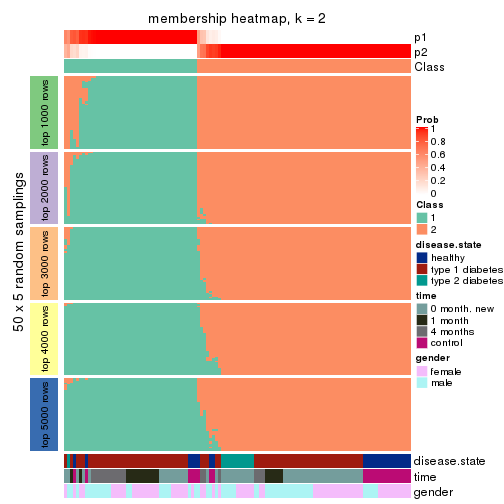 membership heatmap, k = 2
p1
p2
Class
50 x 5 random samplings
top 1000 rows
top 2000 rows
top 3000 rows
top 4000 rows
top 5000 rows
Prob
1
0.8
0.6
0.4
0.2
0
Class
1
2
disease.state
healthy
type 1 diabetes
type 2 diabetes
time
0 month. new
1 month
4 months
control
gender
female
male
disease.state
time
gender